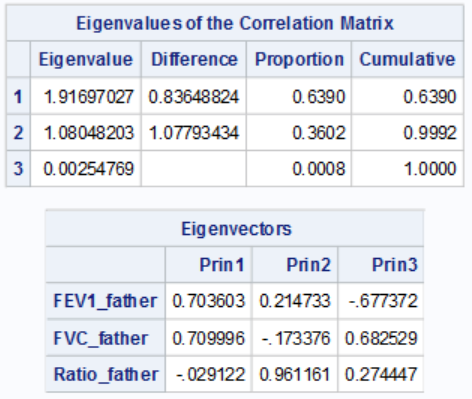 Eigenvalues of the Correlation Matrix
Eigenvalue Difference Proportion Cumulative
1 1.91697027 0.83648824 0.6390 0.6390
2 1.08048203 1.07793434 0.3602 0.9992
3 0.00254769 0.0008 1.0000
Eigenvectors
Prin1 Prin2 Prin3
FEV1_father 0.703603 0.214733 -.677372
FVC_father 0.709996 -.173376 0.682529
Ratio_father -.029122 0.961161 0.274447